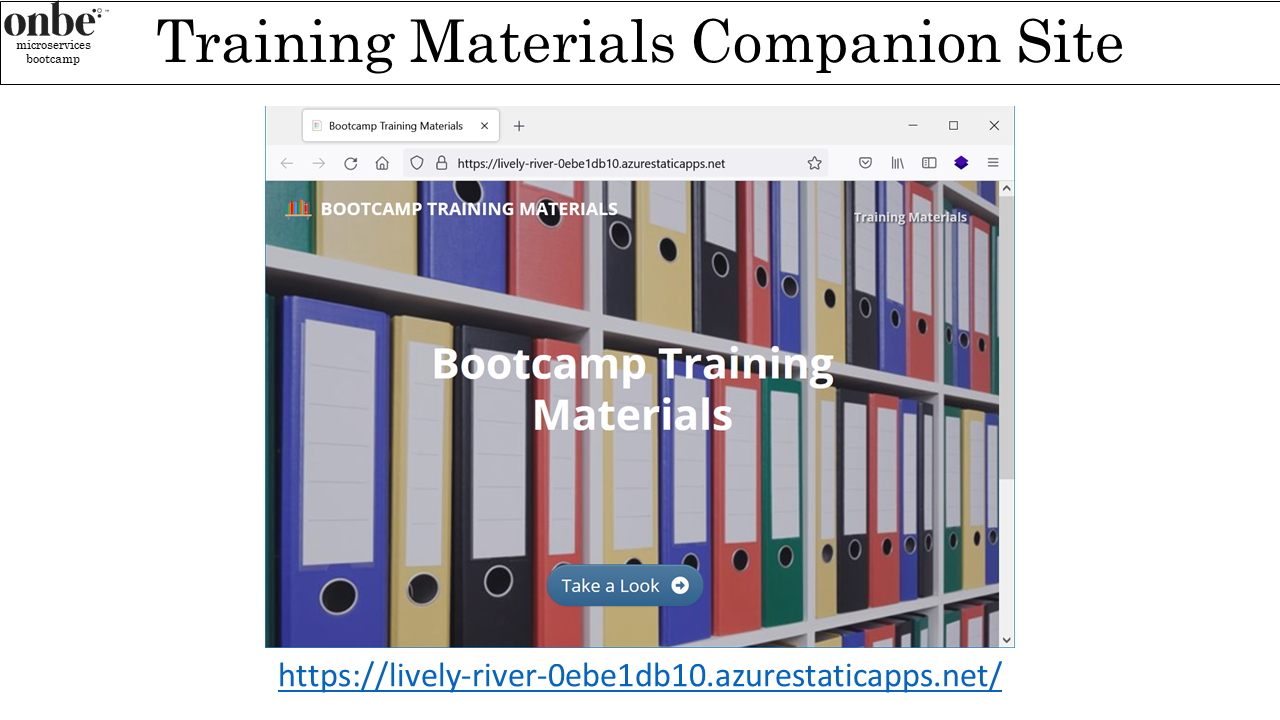 onbe
microservices
bootcamp
Training Materials Companion Site
Bootcamp Training Materials
https://lively-river-0ebe1db10.azurestaticapps.net
BOOTCAMP TRAINING MATERIALS
Training Materials
Bootcamp Training
Materials
Take a Look
https://lively-river-0ebe1db10.azurestaticapps.net/